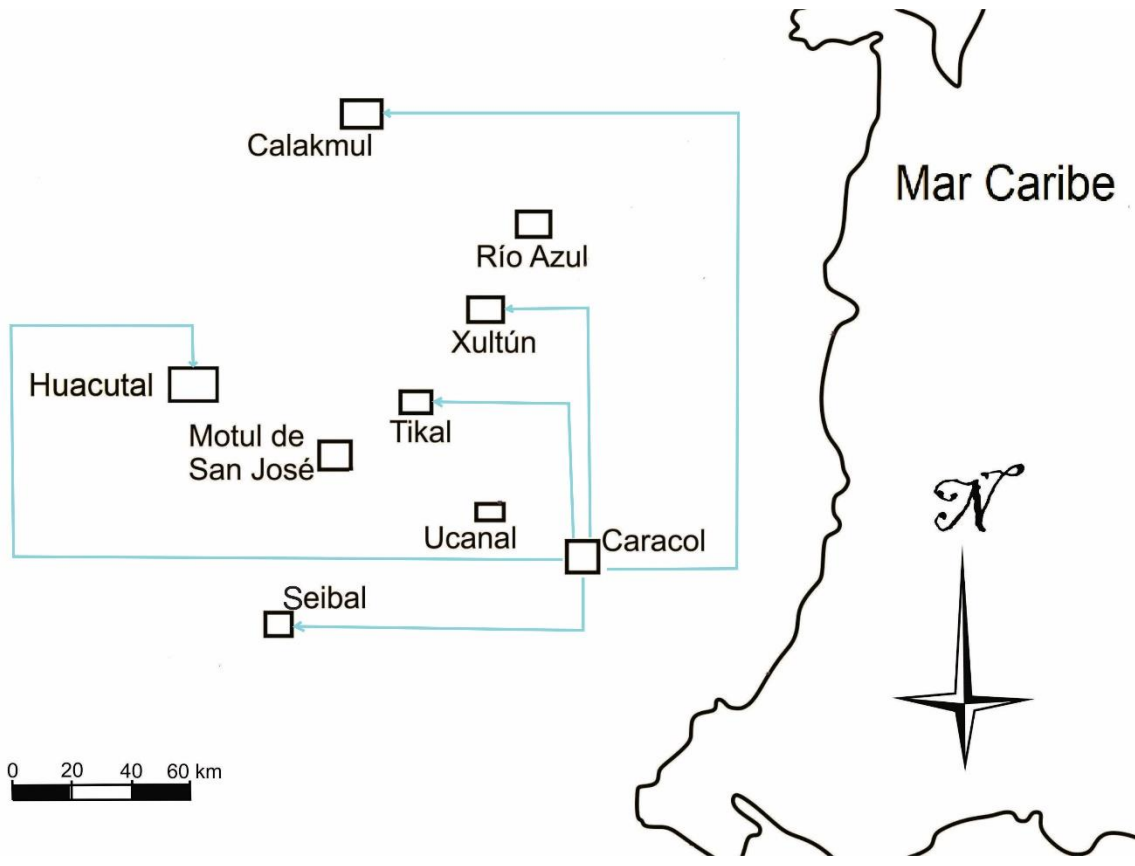 Calakmul
Mar Caribe
Río Azul
Xultún
Huacutal
Tikal
Motul de
San José
Ucanal
Caracol
Seibal
N
0 20 40 60 km